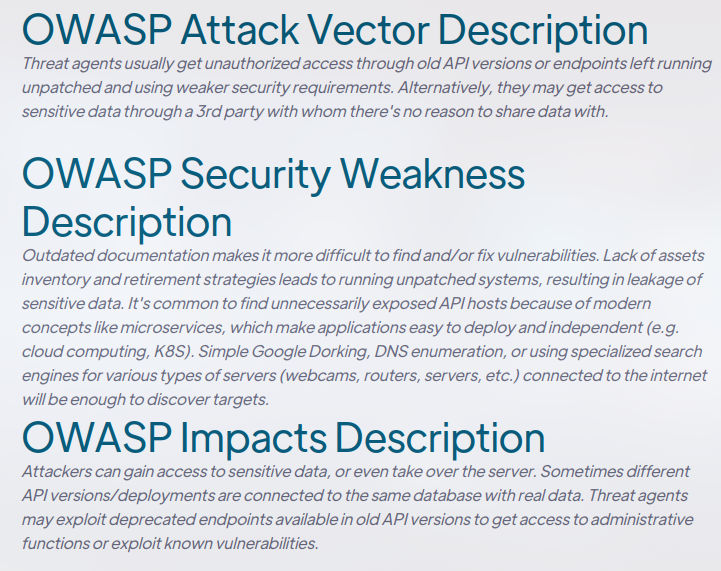 OWASP Attack Vector Description
Threat agents usually get unauthorized access through old API versions or endpoints left running
unpatched and using weaker security requirements. Alternatively, they may get access to
sensitive data through a 3rd party with whom there's no reason to share data with.
OWASP Security Weakness
Description
Outdated documentation makes it more difficult to find and/or fix vulnerabilities. Lack of assets
inventory and retirement strategies leads to running unpatched systems, resulting in leakage of
sensitive data. It's common to find unnecessarily exposed API hosts because of modern
concepts like microservices, which make applications easy to deploy and independent (e.g.
cloud computing, K8S). Simple Google Dorking, DNS enumeration, or using specialized search
engines for various types of servers (webcams, routers, servers, etc.) connected to the internet
will be enough to discover targets.
OWASP Impacts Description
Attackers can gain access to sensitive data, or even take over the server. Sometimes different
API versions/deployments are connected to the same database with real data. Threat agents
may exploit deprecated endpoints available in old API versions to get access to administrative
functions or exploit known vulnerabilities.